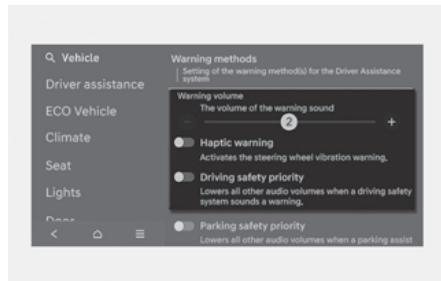 Vehicle
Driver assistance
ECO Vehicle
Climate
Seat
Lights
Door
Warning methods
Setting of the warning method(s) for the Driver Assistance
system
Warning volume
The volume of the warning sound
2
Haptic warning
Activates the steering wheel vibration warning.
Driving safety priority
Lowers all other audio volumes when a driving safety
system sounds a warning.
Parking safety priority
Lowers all other audio volumes when a parking assist